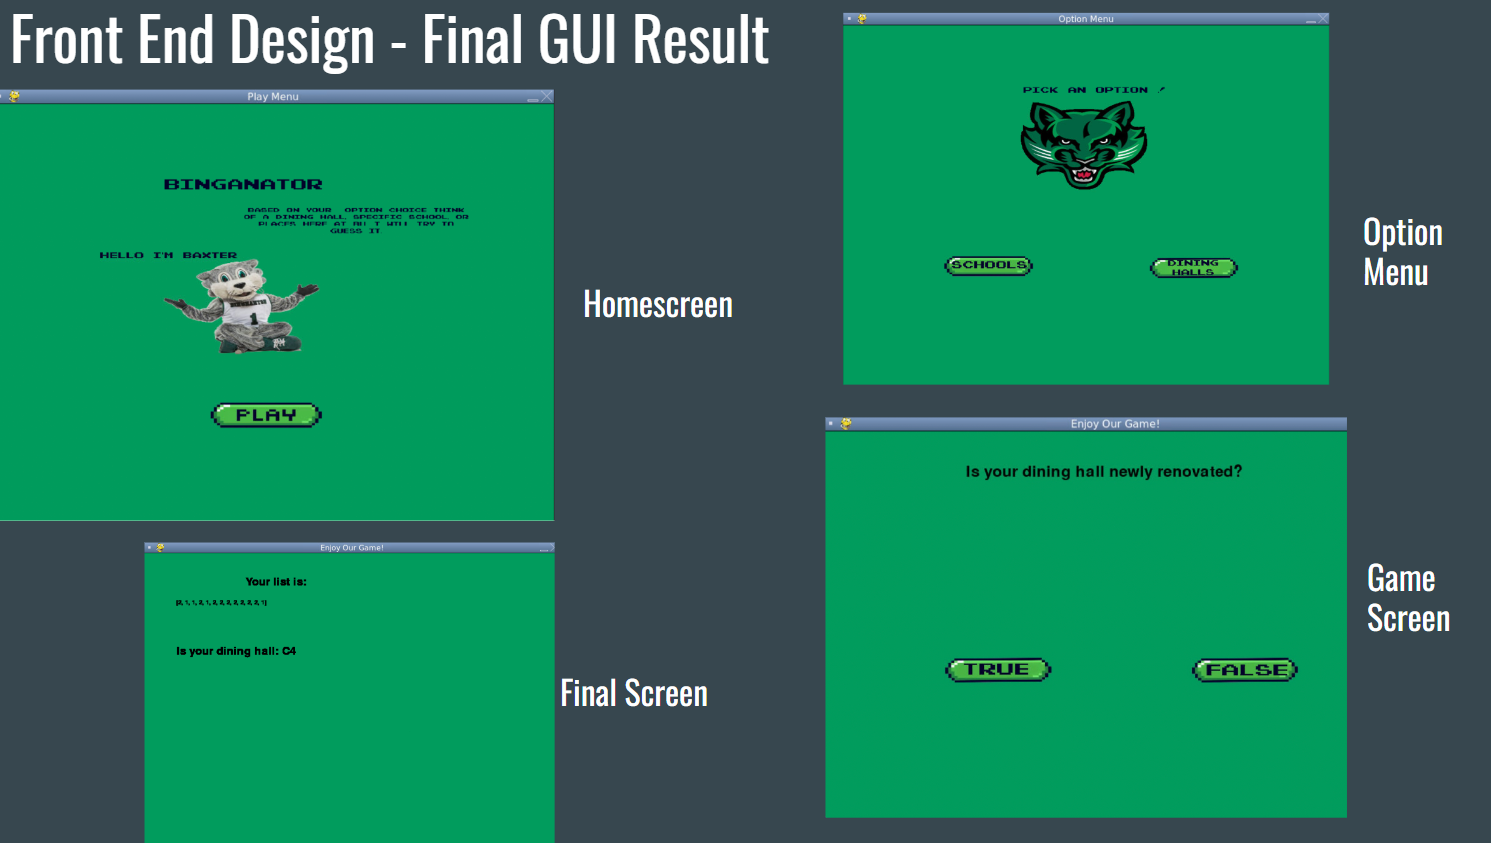 Front End Design - Final GUI Result
Play Menu
BINGANATOR
BASED ON YOUR OPTION CHOICE THINK
OF A DINING HALL, SPECIFIC SCHOOL, OR
PLACES HERE AT BU. I WILL TRY TO
GUESS IT.
HELLO I'M BAXTER
BINGHAMTON
1
PLAY
Homescreen
Option Menu
PICK AN OPTION :
SCHOOLS
DINING
HALLS
Option
Menu
Enjoy Our Game!
Is your dining hall newly renovated?
TRUE
FALSE
Game
Screen
Enjoy Our Game!
Your list is:
Is your dining hall: C4
Final Screen